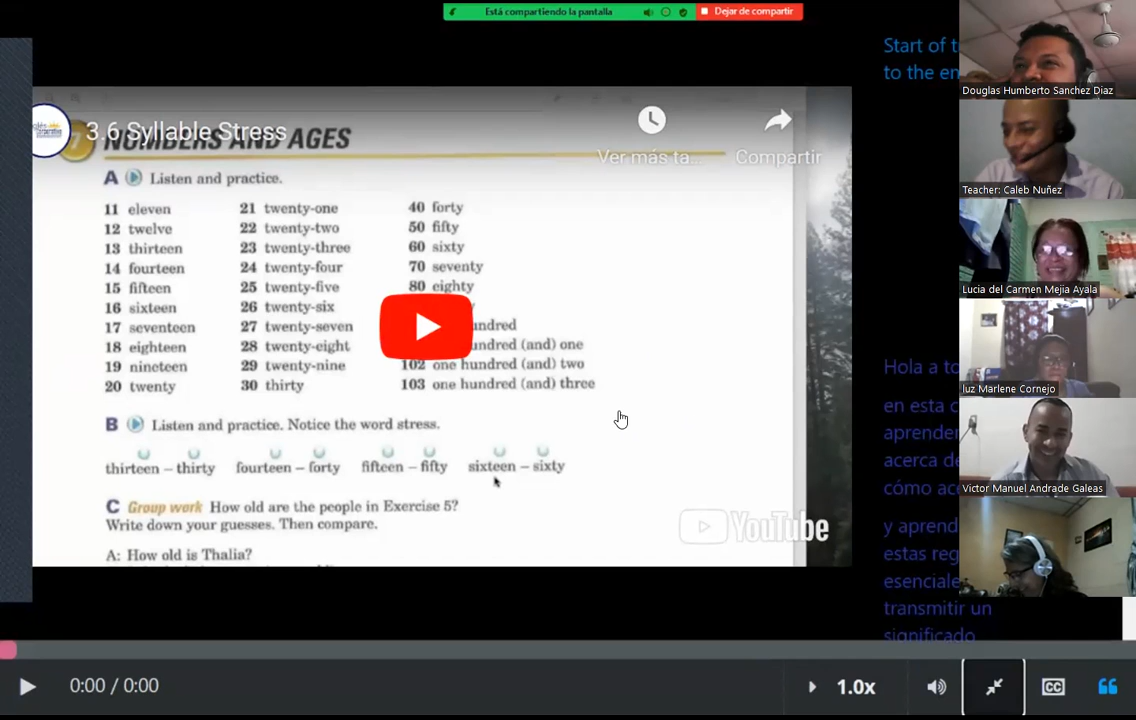 Está compartiendo la pantalla
Dejar de compartir
3.6 Syllable Stress
NUMBERS AND AGES
Ver más ta...
Compartir
A Listen and practice.
11 eleven 21 twenty-one 40 forty
12 twelve 22 twenty-two 50 fifty
13 thirteen 23 twenty-three 60 sixty
14 fourteen 24 twenty-four 70 seventy
15 fifteen 25 twenty-five 80 eighty
16 sixteen 26 twenty-six
17 seventeen 27 twenty-seven
18 eighteen 28 twenty-eight (and) one
19 nineteen 29 twenty-nine 102 one hundred (and) two
20 twenty 30 thirty 103 one hundred (and) three
B Listen and practice. Notice the word stress.
thirteen – thirty fourteen – forty fifteen – fifty sixteen – sixty
C Group work How old are the people in Exercise 5?
Write down your guesses. Then compare.
A: How old is Thalia?
YouTube
Start of
to the
Hola a
en esta
aprender
acerca de
cómo
y
estas
transmitir un
significado
Douglas Humberto Sanchez Diaz
Teacher: Caleb Nuñez
Lucia del Carmen Mejia Ayala
luz Marlene Cornejo
Victor Manuel Andrade Galeas
0:00 / 0:00
1.0x
CC